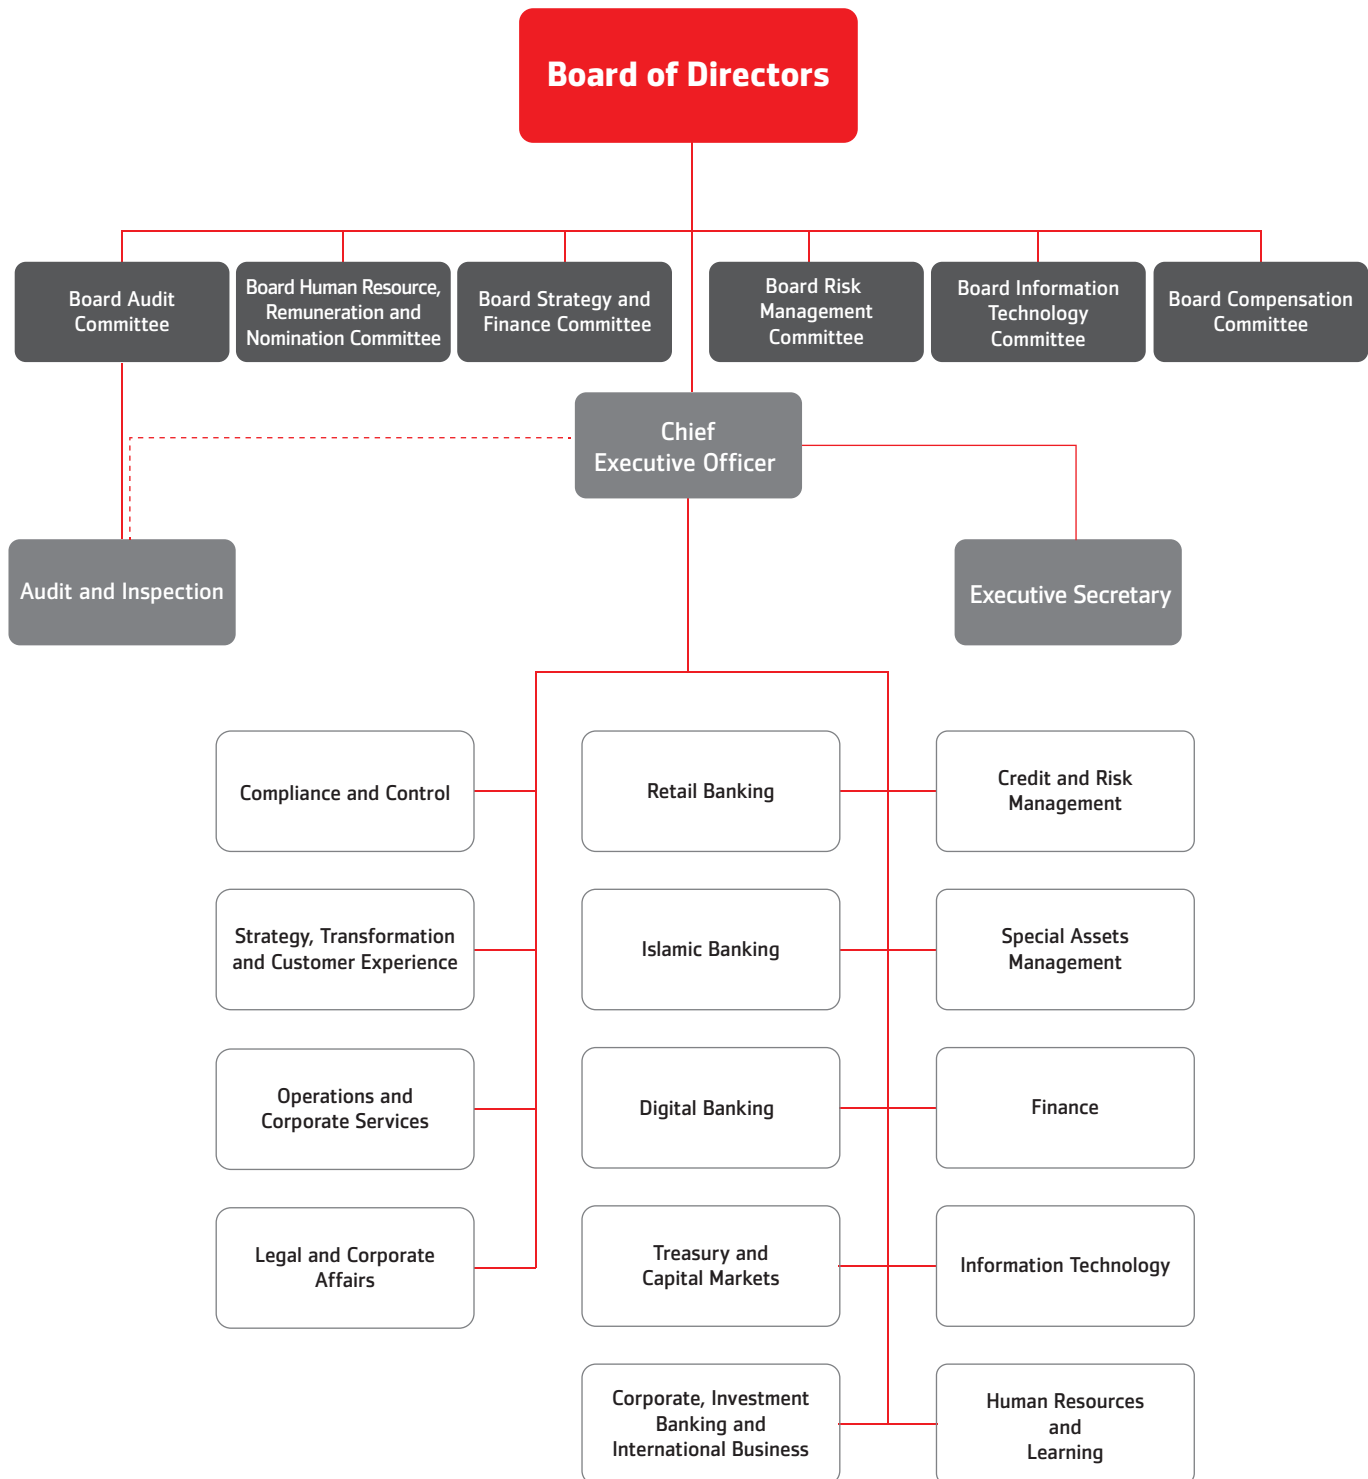 Board of Directors
Board Audit
Committee
Board Human Resource,
Remuneration and
Nomination Committee
Board Strategy and
Finance Committee
Board Risk
Management
Committee
Board Information
Technology
Committee
Board Compensation
Committee
Chief
Executive Officer
Audit and Inspection
Executive Secretary
Compliance and Control
Retail Banking
Credit and Risk
Management
Strategy, Transformation
and Customer Experience
Islamic Banking
Special Assets
Management
Operations and
Corporate Services
Digital Banking
Finance
Legal and Corporate
Affairs
Treasury and
Capital Markets
Information Technology
Corporate, Investment
Banking and
International Business
Human Resources
and
Learning